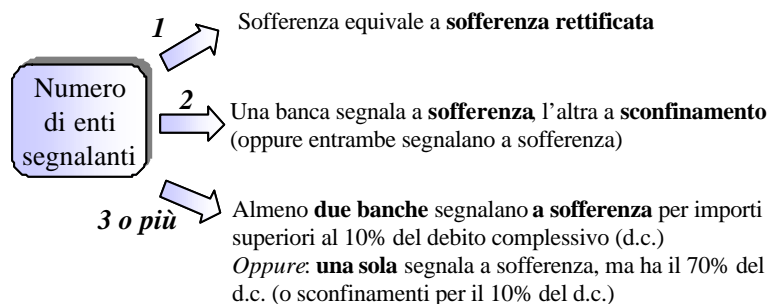 1
Sofferenza equivale a sofferenza rettificata
Numero
di enti
segnalanti
2
Una banca segnala a sofferenza, l'altra a sconfinamento
(oppure entrambe segnalano a sofferenza)
3 o più
Almeno due banche segnalano a sofferenza per importi
superiori al 10% del debito complessivo (d.c.)
Oppure: una sola segnala a sofferenza, ma ha il 70% del
d.c. (o sconfinamenti per il 10% del d.c.)